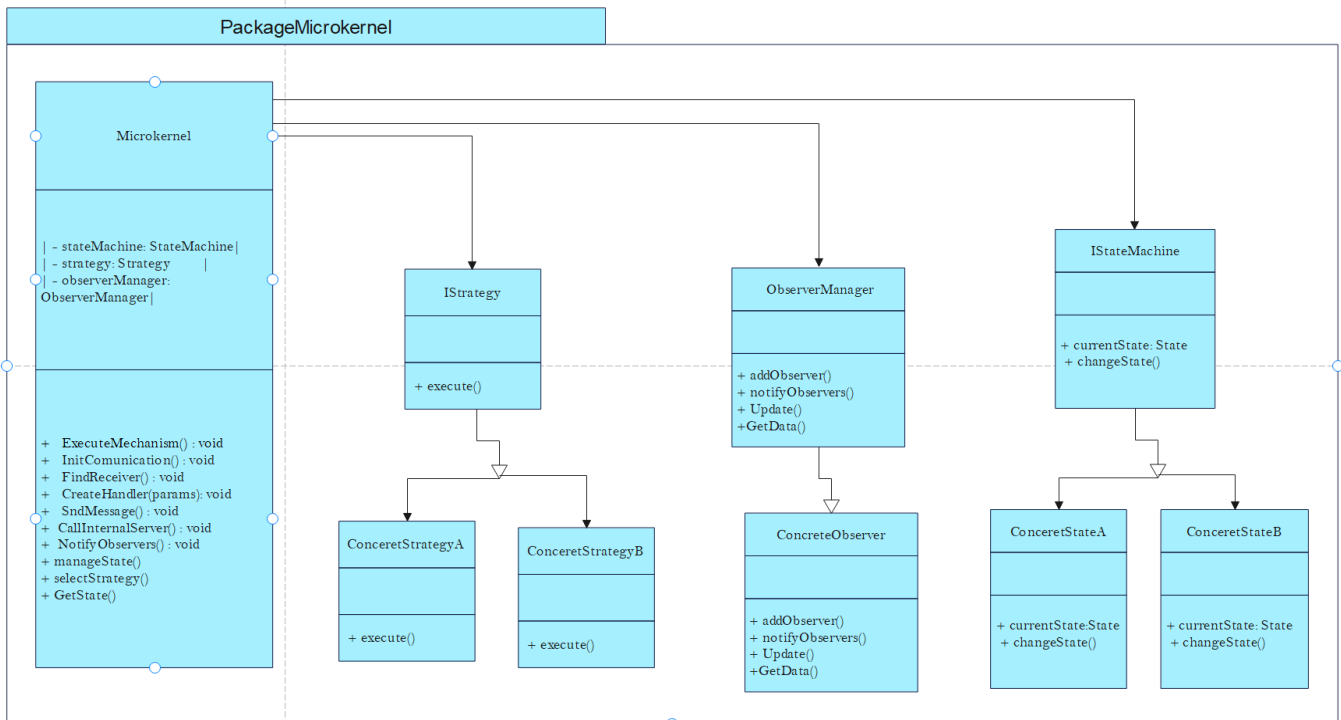 PackageMicrokernel
Microkernel
| - stateMachine: StateMachine|
| - strategy: Strategy |
| - observerManager:
ObserverManager|
+ ExecuteMechanism() : void
+ InitComunication() : void
+ FindReceiver() : void
+ CreateHandler(params): void
+ SndMessage() : void
+ CallInternalServer() : void
+ NotifyObservers() : void
+ manageState()
+ selectStrategy()
+ GetState()
IStrategy
+ execute()
ObserverManager
+ addObserver()
+ notifyObservers()
+ Update()
+GetData()
IStateMachine
+ currentState: State
+ changeState()
ConceretStrategyA
+ execute()
ConceretStrategyB
+ execute()
ConcreteObserver
+ addObserver()
+ notifyObservers()
+ Update()
+GetData()
ConceretStateA
+ currentState:State
+ changeState()
ConceretStateB
+ currentState: State
+ changeState()